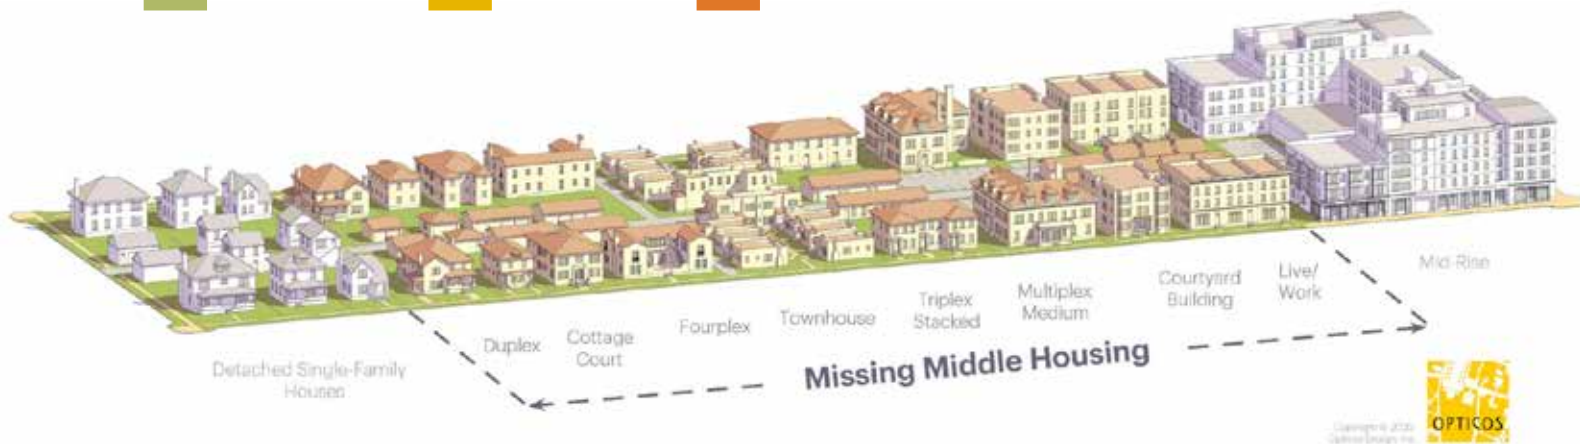 Detached Single-Family
Houses
Duplex
Cottage
Court
Fourplex
Townhouse
Triplex
Stacked
Multiplex
Medium
Courtyard
Building
Live/
Work
Mid-Rise
Missing Middle Housing
OPTICOS